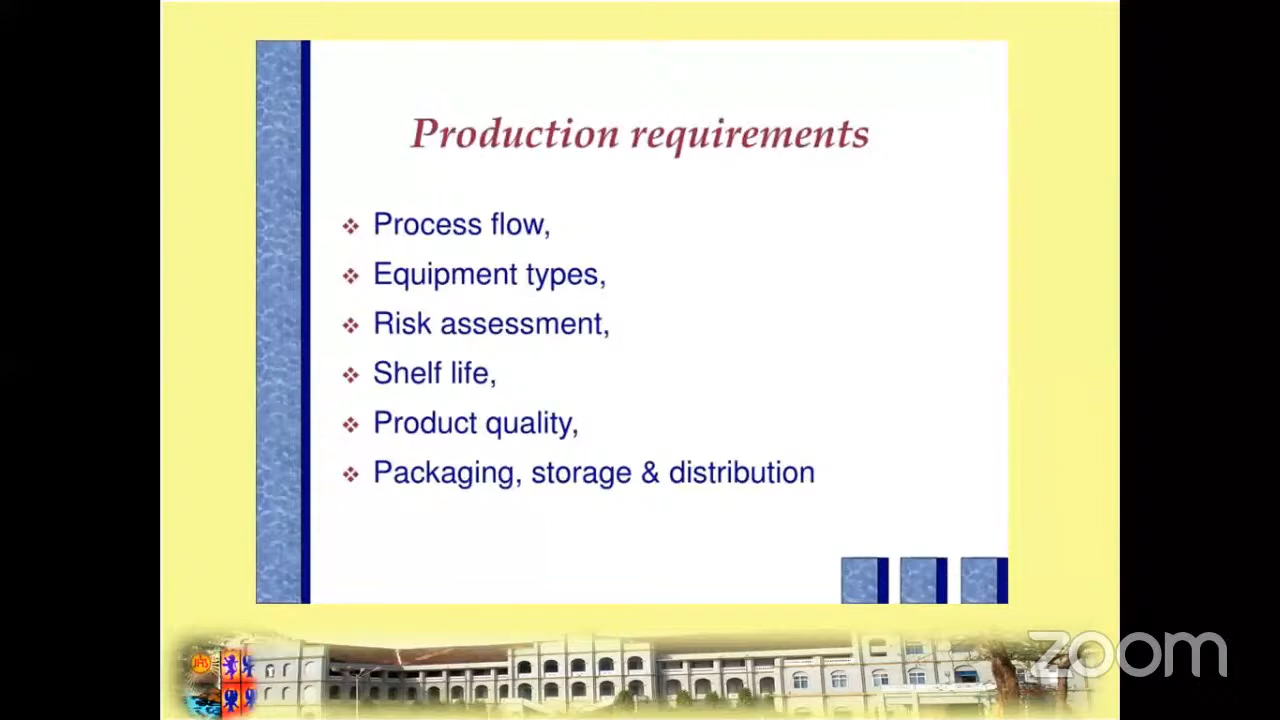 Production requirements
Process flow,
Equipment types,
Risk assessment,
Shelf life,
Product quality,
Packaging, storage & distribution
zoom